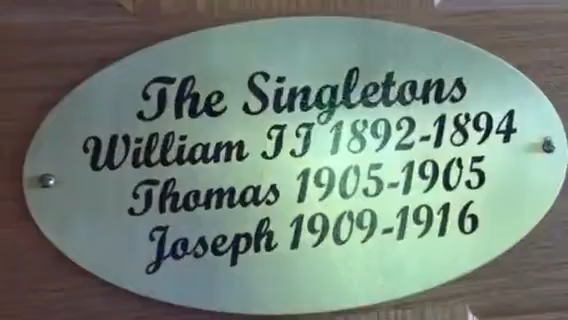 The Singletons
William II 1892-1894
Thomas 1905-1905
Joseph 1909-1916